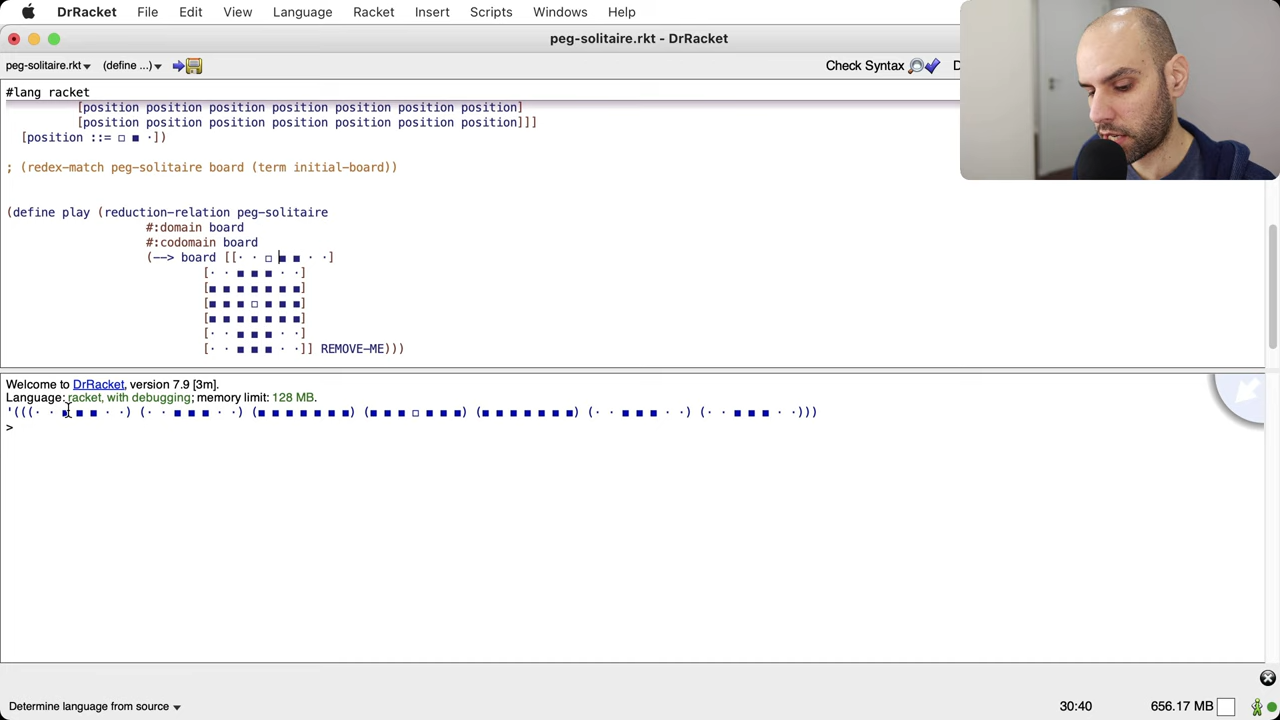 DrRacket File Edit View Language Racket Insert Scripts Windows Help
peg-solitaire.rkt - DrRacket
peg-solitaire.rkt (define ...) Check Syntax
#lang racket
[position position position position position position position]
[position position position position position position position]]]
[position ::= □ ■ ·])
; (redex-match peg-solitaire board (term initial-board))
(define play (reduction-relation peg-solitaire
#:domain board
#:codomain board
(--> board [[· · □ ■ ■ · ·]
[· · ■ ■ ■ · ·]
[■ ■ ■ ■ ■ ■ ■]
[■ ■ ■ □ ■ ■ ■]
[■ ■ ■ ■ ■ ■ ■]
[· · ■ ■ ■ · ·]
[· · ■ ■ ■ · ·]] REMOVE-ME)))
Welcome to DrRacket, version 7.9 [3m].
Language: racket, with debugging; memory limit: 128 MB.
'(((· · ■ ■ ■ · ·) (· · ■ ■ ■ · ·) (■ ■ ■ ■ ■ ■ ■) (■ ■ ■ □ ■ ■ ■) (■ ■ ■ ■ ■ ■ ■) (· · ■ ■ ■ · ·) (· · ■ ■ ■ · ·)))
>
Determine language from source 30:40 656.17 MB